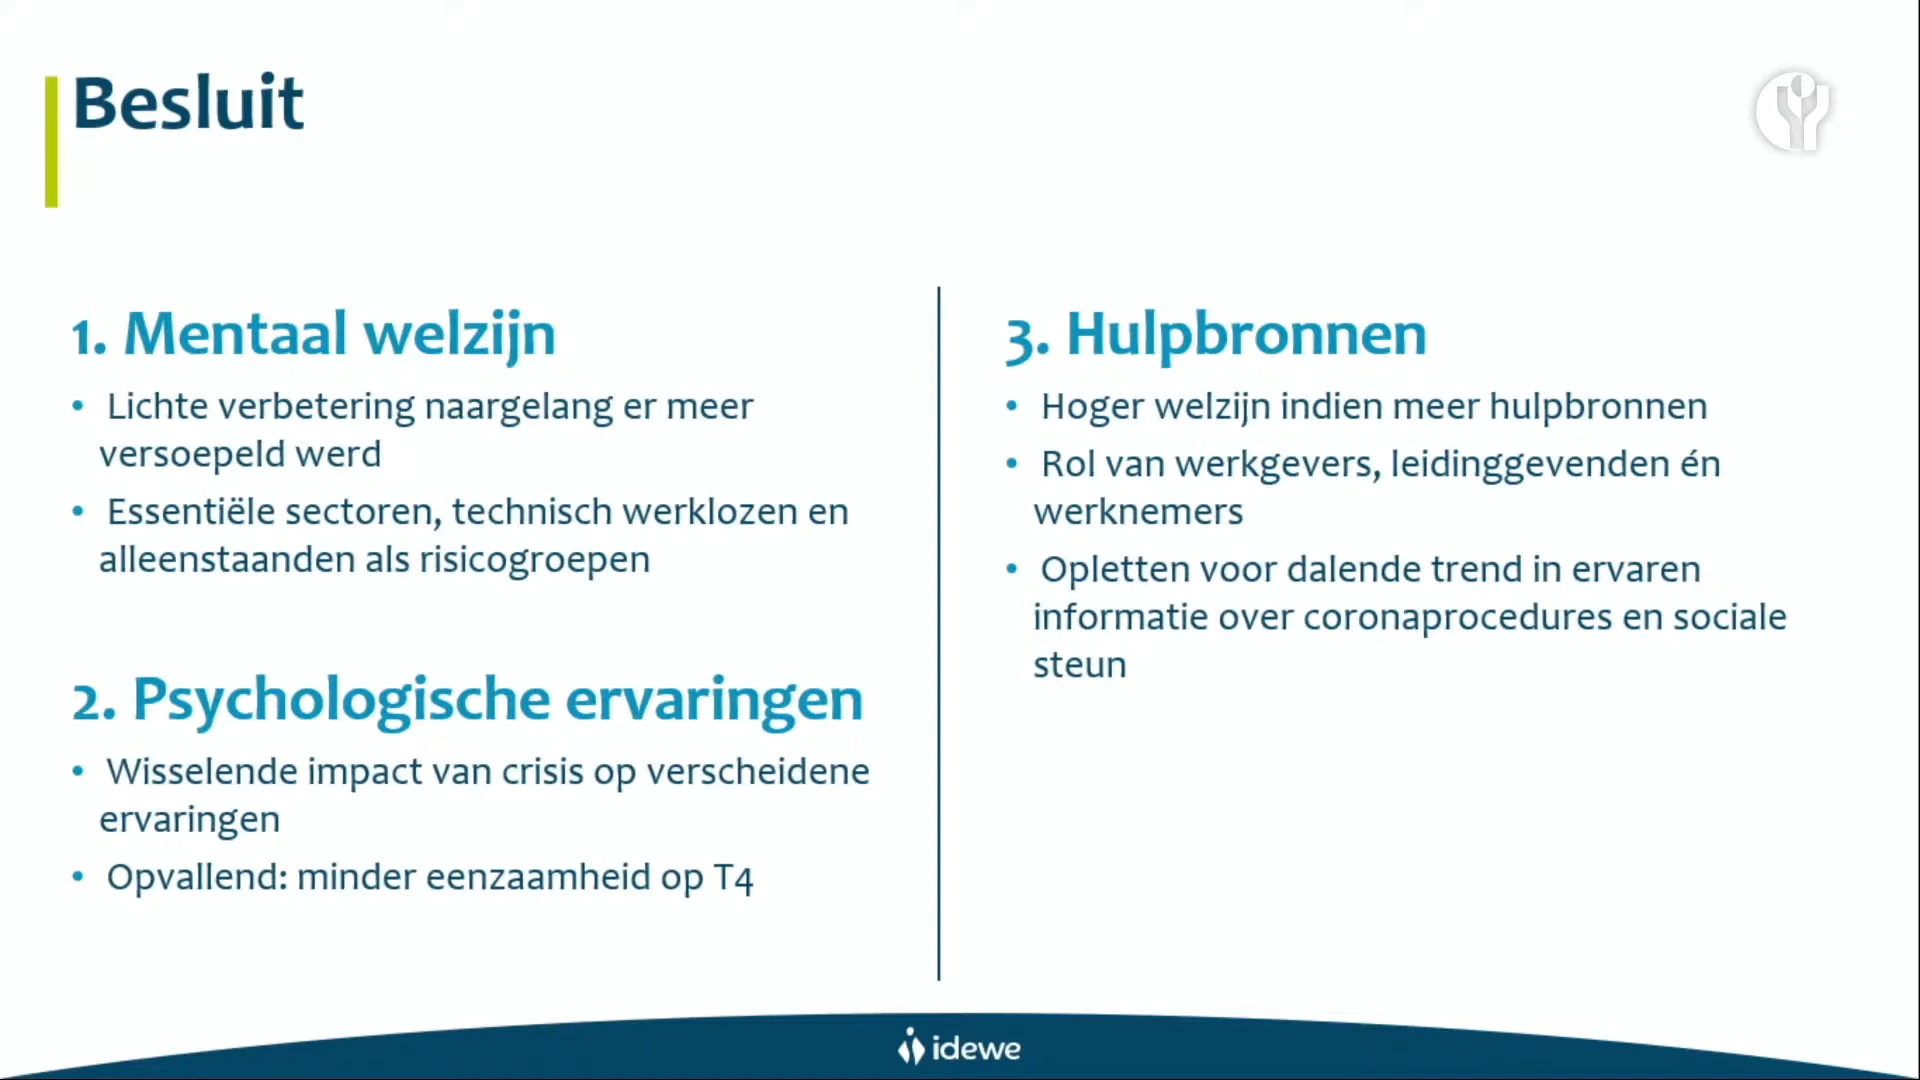 Besluit
1. Mentaal welzijn
• Lichte verbetering naargelang er meer
versoepeld werd
• Essentiële sectoren, technisch werklozen en
alleenstaanden als risicogroepen
2. Psychologische ervaringen
• Wisselende impact van crisis op verscheidene
ervaringen
• Opvallend: minder eenzaamheid op T4
3. Hulpbronnen
• Hoger welzijn indien meer hulpbronnen
• Rol van werkgevers, leidinggevenden én
werknemers
• Opletten voor dalende trend in ervaren
informatie over coronaprocedures en sociale
steun
idewe